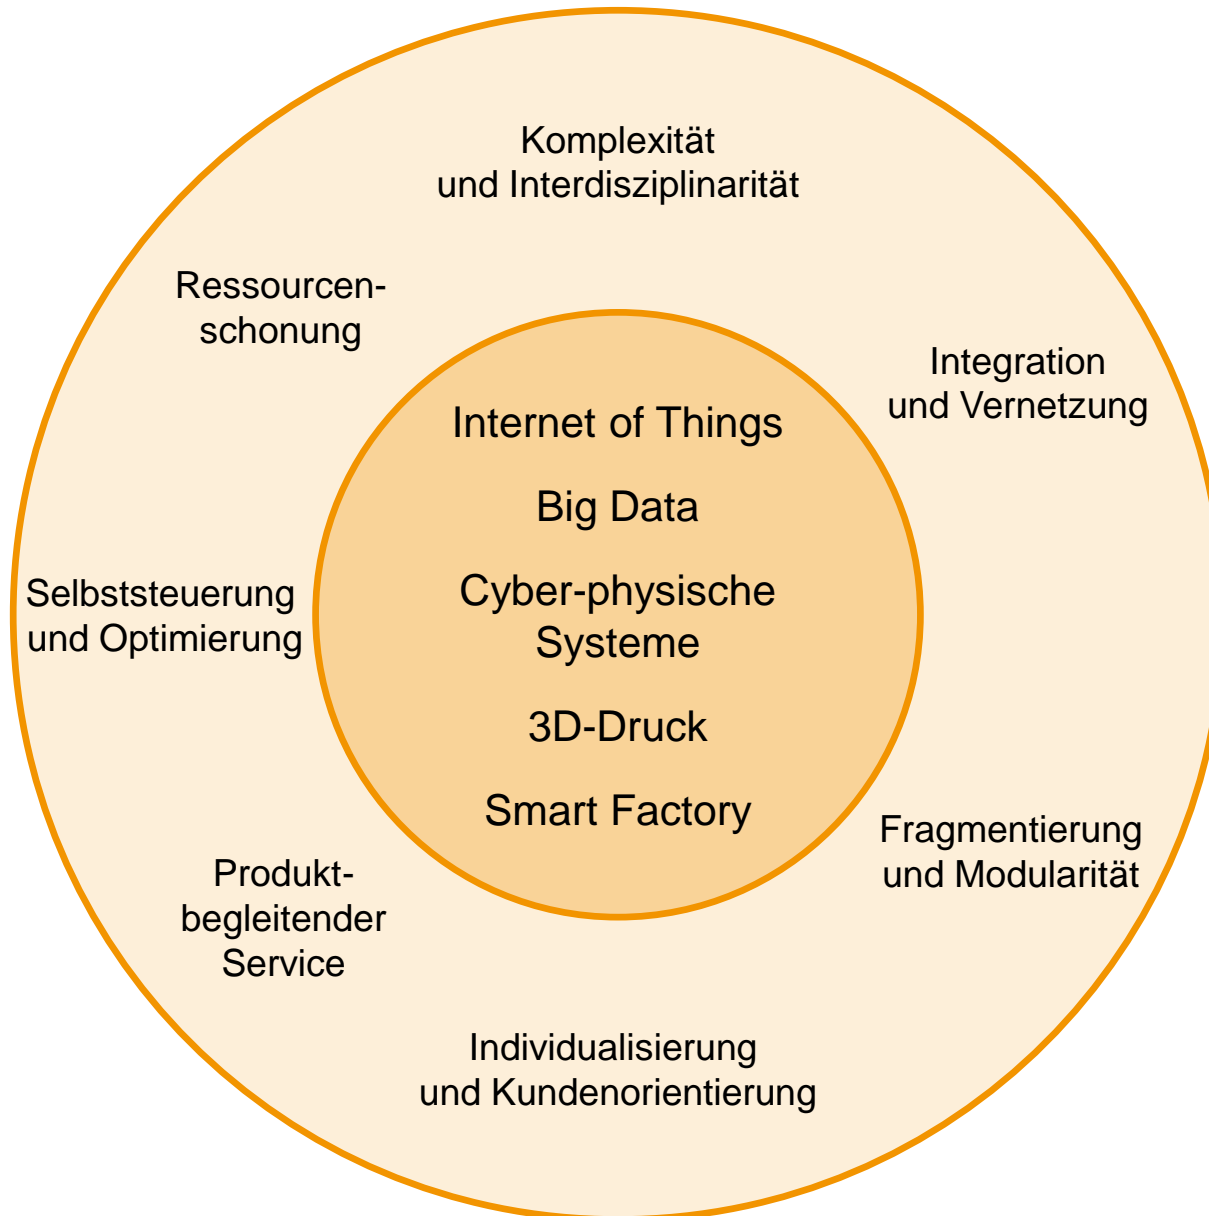 Komplexität
und Interdisziplinarität
Ressourcen-
schonung
Integration
und Vernetzung
Internet of Things
Big Data
Cyber-physische
Systeme
3D-Druck
Smart Factory
Selbststeuerung
und Optimierung
Fragmentierung
und Modularität
Produkt-
begleitender
Service
Individualisierung
und Kundenorientierung